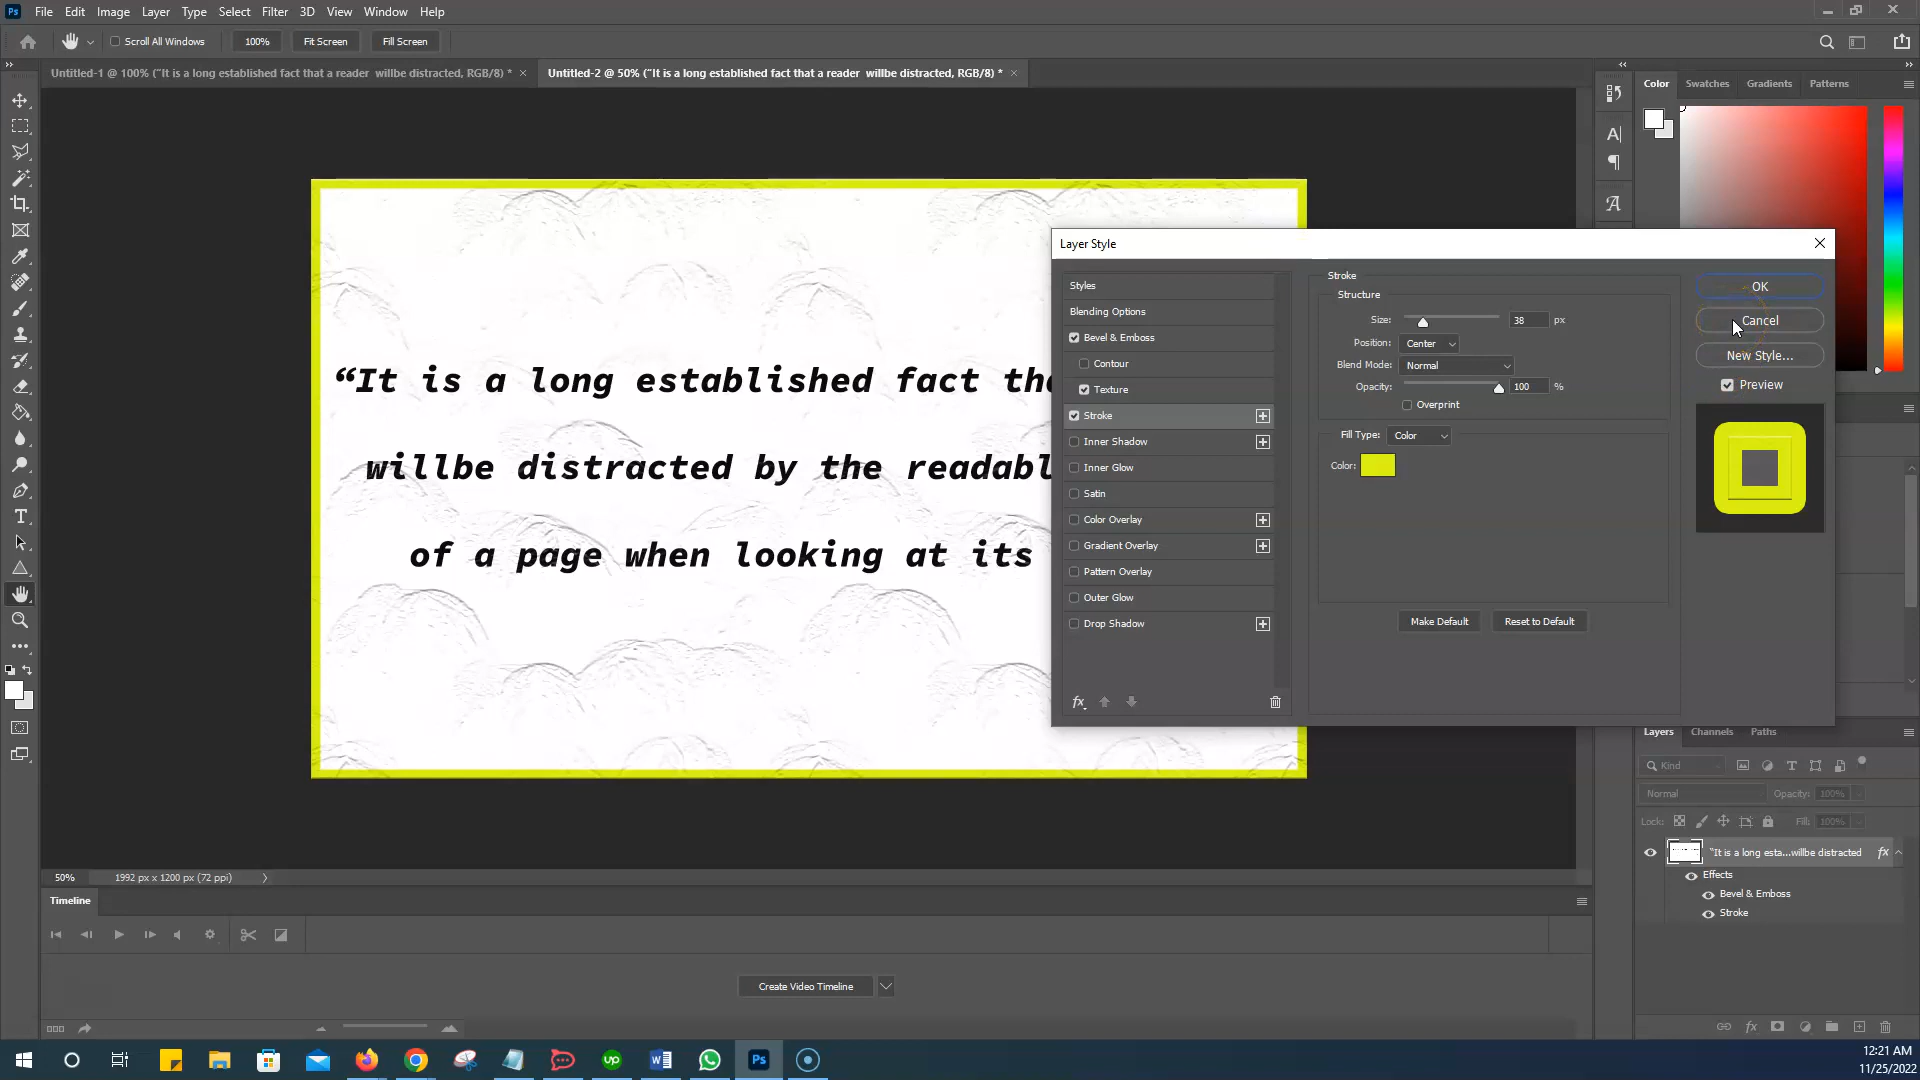 Ps File Edit Image Layer Type Select Filter 3D View Window Help
Scroll All Windows 100% Fit Screen Fill Screen
Untitled-1 @ 100% ("It is a long established fact that a reader  willbe distracted, RGB/8) * ×
Untitled-2 @ 50% ("It is a long established fact that a reader  willbe distracted, RGB/8) * ×
Color Swatches Gradients Patterns
“It is a long established fact tha
willbe distracted by the readabl
of a page when looking at its
Layer Style
Styles
Blending Options
Bevel & Emboss
Contour
Texture
Stroke
Inner Shadow
Inner Glow
Satin
Color Overlay
Gradient Overlay
Pattern Overlay
Outer Glow
Drop Shadow
fx
Stroke
Structure
Size: 38 px
Position: Center
Blend Mode: Normal
Opacity: 100 %
Overprint
Fill Type: Color
Color:
Make Default Reset to Default
OK
Cancel
New Style...
Preview
Layers Channels Paths
Kind
Normal Opacity: 100%
Lock: Fill: 100%
"It is a long esta...willbe distracted fx
Effects
Bevel & Emboss
Stroke
50% 1992 px x 1200 px (72 ppi)
Timeline
Create Video Timeline
fx
up
Ps
12:21 AM
11/25/2022